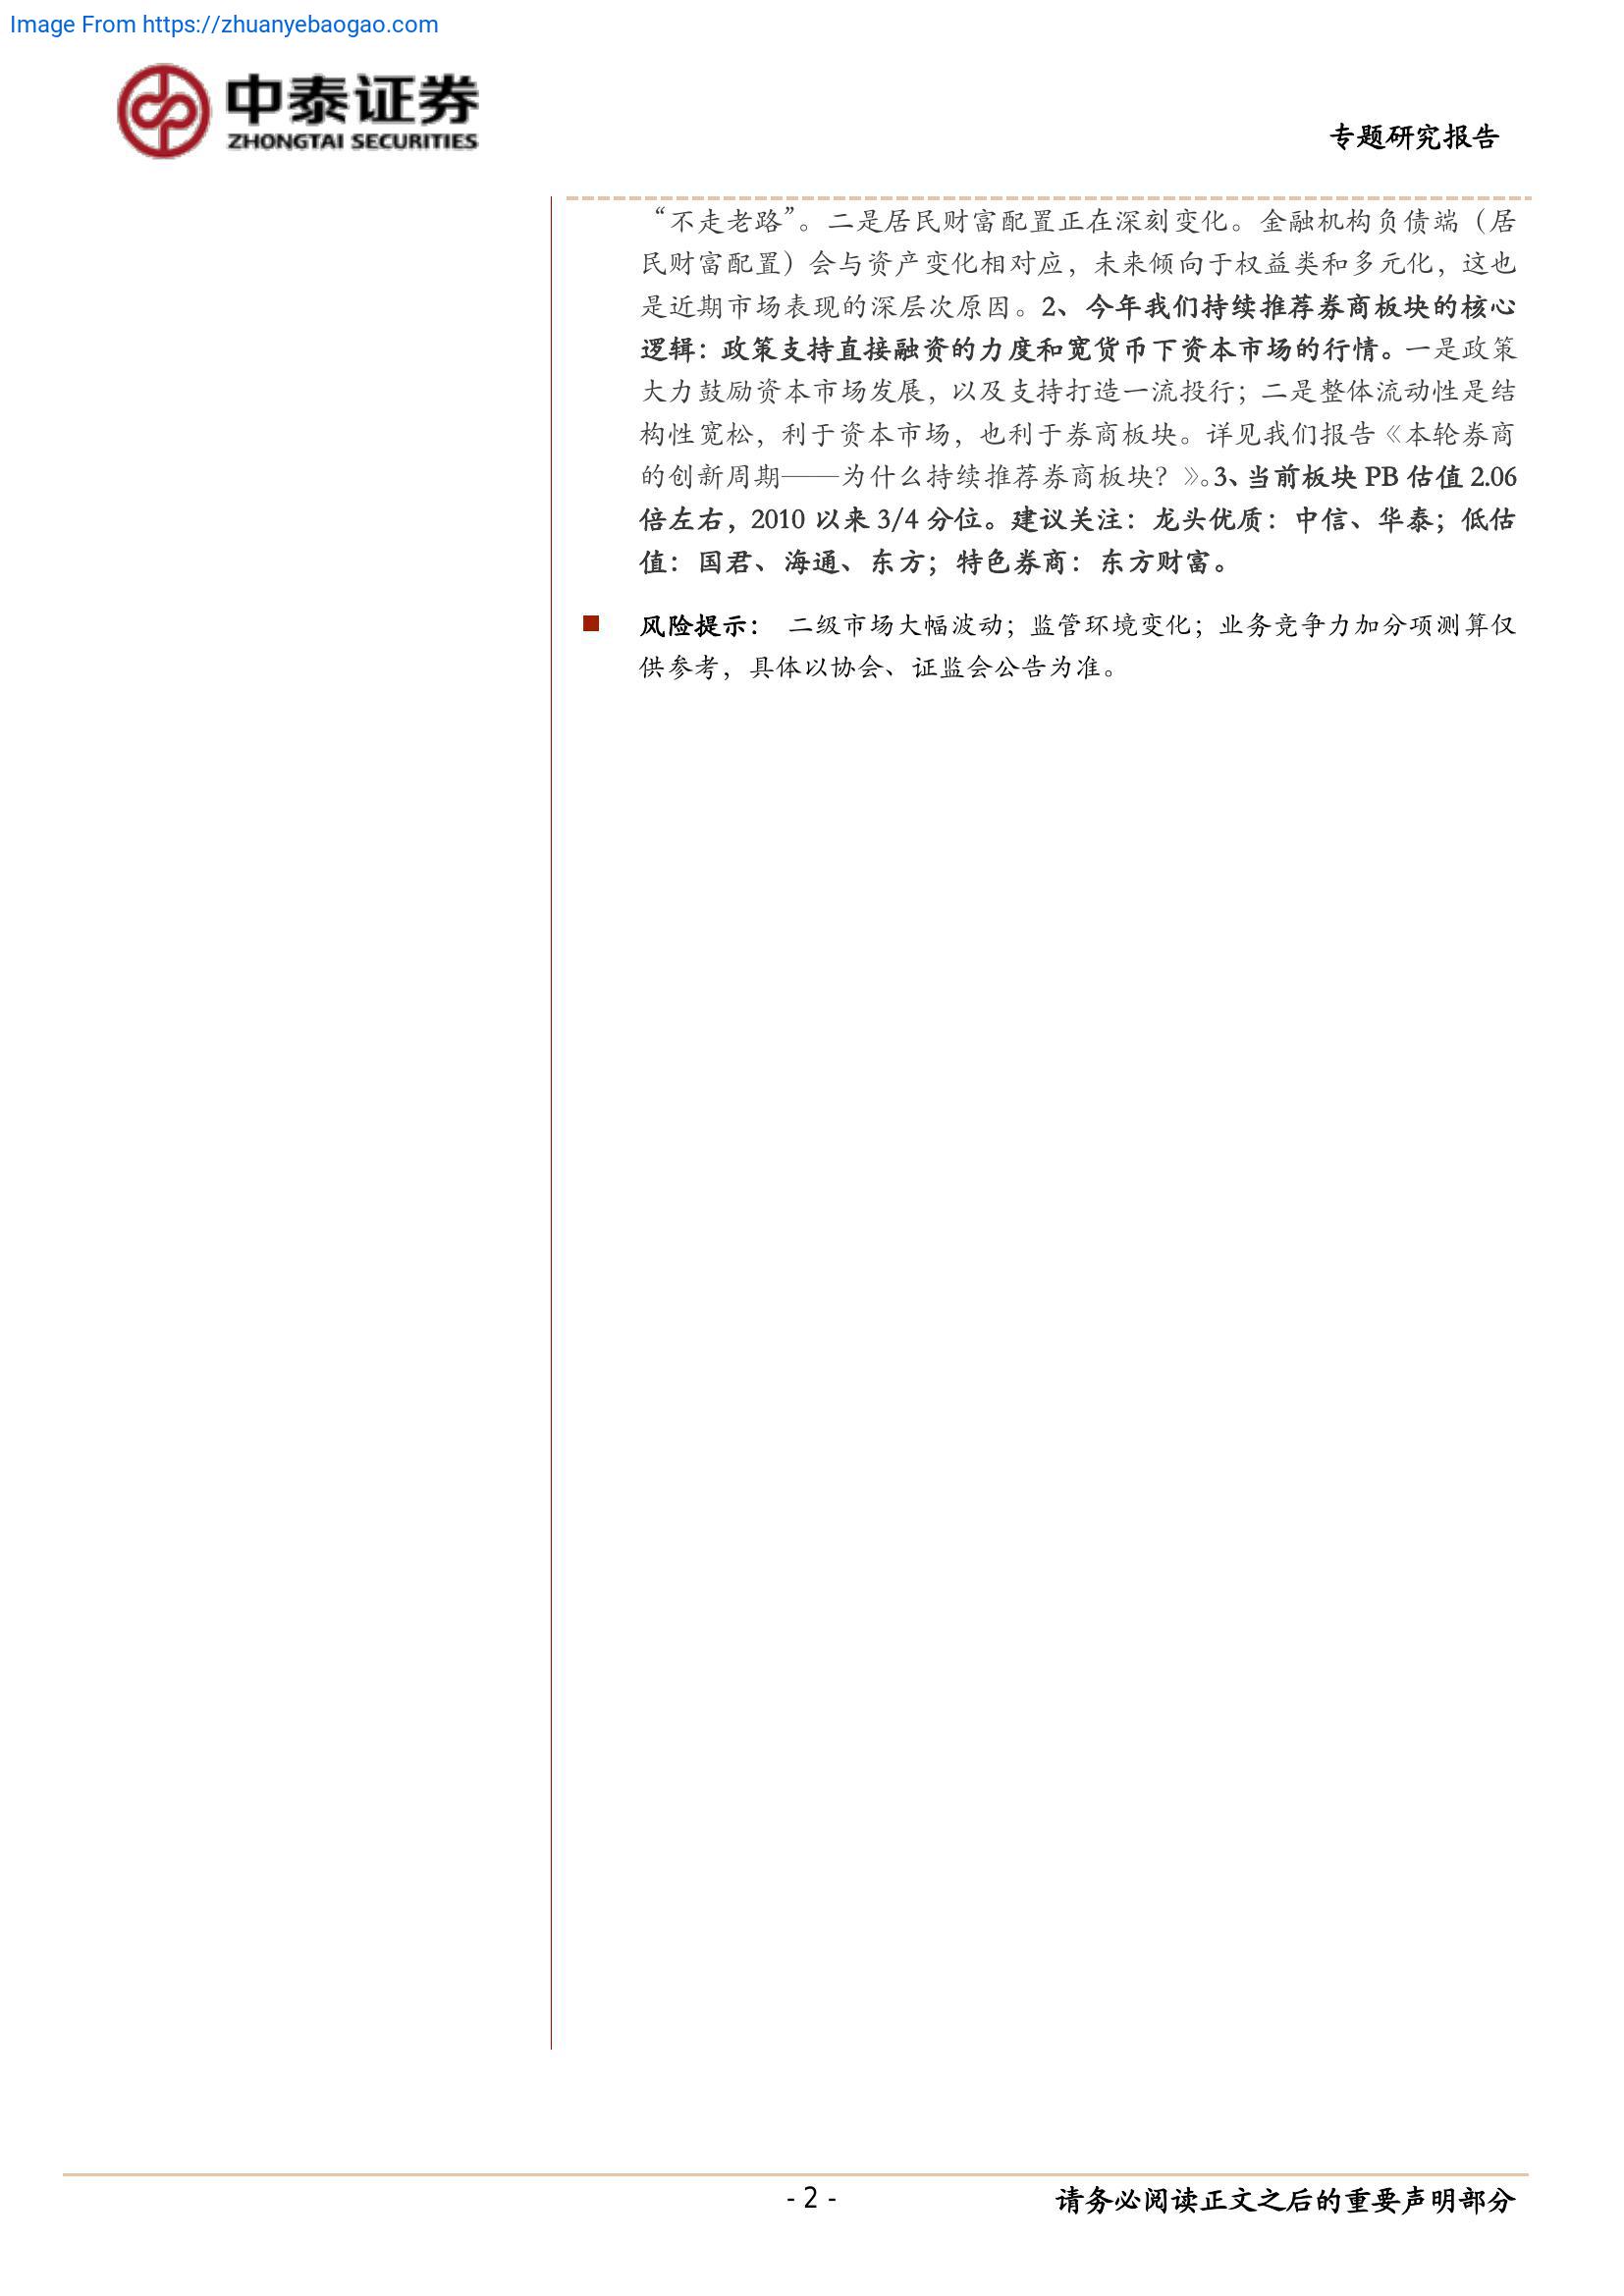 Image From https://zhuanyebaogao.com
中泰证券
ZHONGTAI SECURITIES
专题研究报告
“不走老路”。二是居民财富配置正在深刻变化。金融机构负债端（居
民财富配置）会与资产变化相对应，未来倾向于权益类和多元化，这也
是近期市场表现的深层次原因。2、今年我们持续推荐券商板块的核心
逻辑：政策支持直接融资的力度和宽货币下资本市场的行情。一是政策
大力鼓励资本市场发展，以及支持打造一流投行；二是整体流动性是结
构性宽松，利于资本市场，也利于券商板块。详见我们报告《本轮券商
的创新周期——为什么持续推荐券商板块？》。3、当前板块 PB 估值 2.06
倍左右，2010 以来 3/4 分位。建议关注：龙头优质：中信、华泰；低估
值：国君、海通、东方；特色券商：东方财富。
■ 风险提示： 二级市场大幅波动；监管环境变化；业务竞争力加分项测算仅
供参考，具体以协会、证监会公告为准。
- 2 -
请务必阅读正文之后的重要声明部分